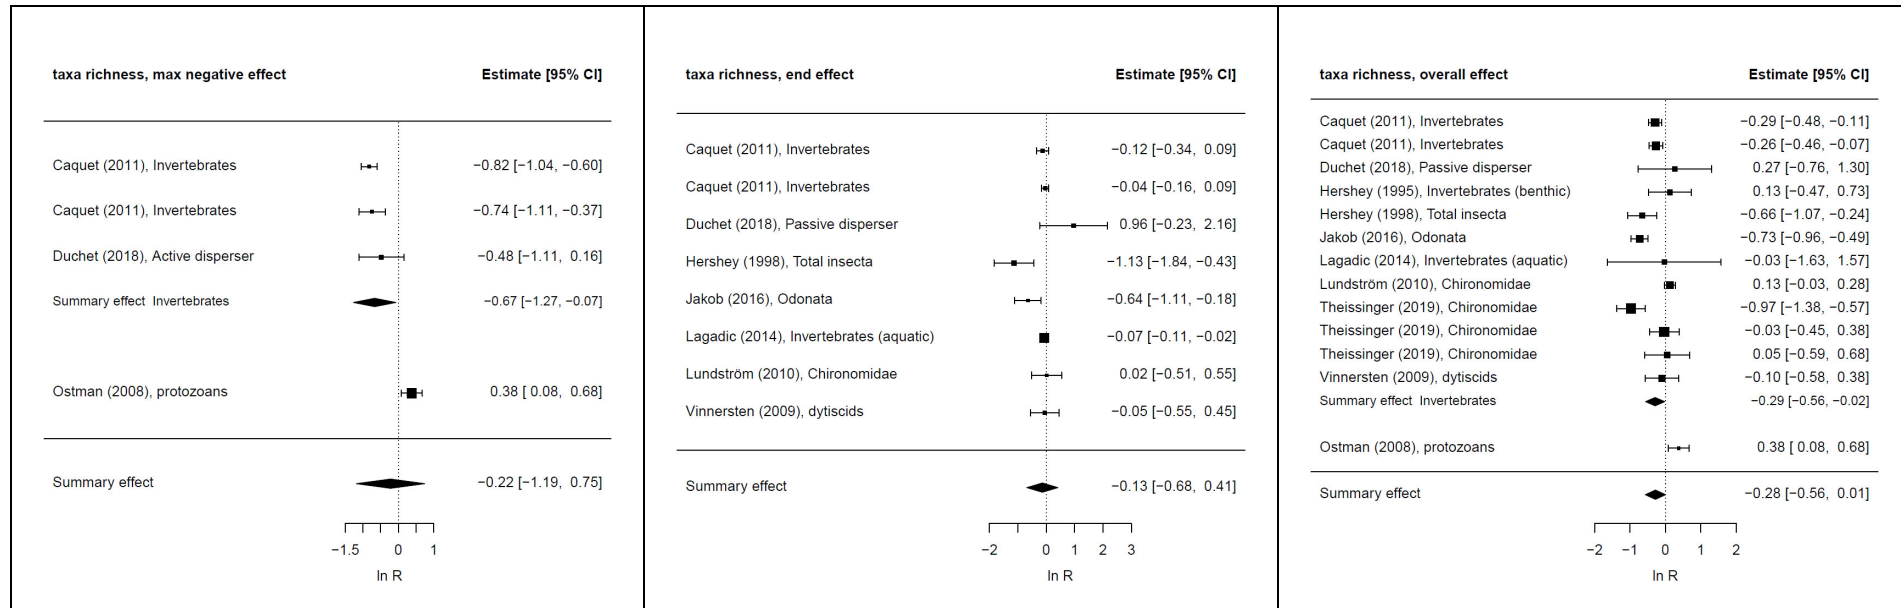 taxa richness, max negative effect Estimate [95% CI]
Caquet (2011), Invertebrates −0.82 [−1.04, −0.60]
Caquet (2011), Invertebrates −0.74 [−1.11, −0.37]
Duchet (2018), Active disperser −0.48 [−1.11, 0.16]
Summary effect Invertebrates −0.67 [−1.27, −0.07]
Ostman (2008), protozoans 0.38 [ 0.08, 0.68]
Summary effect −0.22 [−1.19, 0.75]
−1.5 0 1
ln R
taxa richness, end effect Estimate [95% CI]
Caquet (2011), Invertebrates −0.12 [−0.34, 0.09]
Caquet (2011), Invertebrates −0.04 [−0.16, 0.09]
Duchet (2018), Passive disperser 0.96 [−0.23, 2.16]
Hershey (1998), Total insecta −1.13 [−1.84, −0.43]
Jakob (2016), Odonata −0.64 [−1.11, −0.18]
Lagadic (2014), Invertebrates (aquatic) −0.07 [−0.11, −0.02]
Lundström (2010), Chironomidae 0.02 [−0.51, 0.55]
Vinnersten (2009), dytiscids −0.05 [−0.55, 0.45]
Summary effect −0.13 [−0.68, 0.41]
−2 0 1 2 3
ln R
taxa richness, overall effect Estimate [95% CI]
Caquet (2011), Invertebrates −0.29 [−0.48, −0.11]
Caquet (2011), Invertebrates −0.26 [−0.46, −0.07]
Duchet (2018), Passive disperser 0.27 [−0.76, 1.30]
Hershey (1995), Invertebrates (benthic) 0.13 [−0.47, 0.73]
Hershey (1998), Total insecta −0.66 [−1.07, −0.24]
Jakob (2016), Odonata −0.73 [−0.96, −0.49]
Lagadic (2014), Invertebrates (aquatic) −0.03 [−1.63, 1.57]
Lundström (2010), Chironomidae 0.13 [−0.03, 0.28]
Theissinger (2019), Chironomidae −0.97 [−1.38, −0.57]
Theissinger (2019), Chironomidae −0.03 [−0.45, 0.38]
Theissinger (2019), Chironomidae 0.05 [−0.59, 0.68]
Vinnersten (2009), dytiscids −0.10 [−0.58, 0.38]
Summary effect Invertebrates −0.29 [−0.56, −0.02]
Ostman (2008), protozoans 0.38 [ 0.08, 0.68]
Summary effect −0.28 [−0.56, 0.01]
−2 −1 0 1 2
ln R